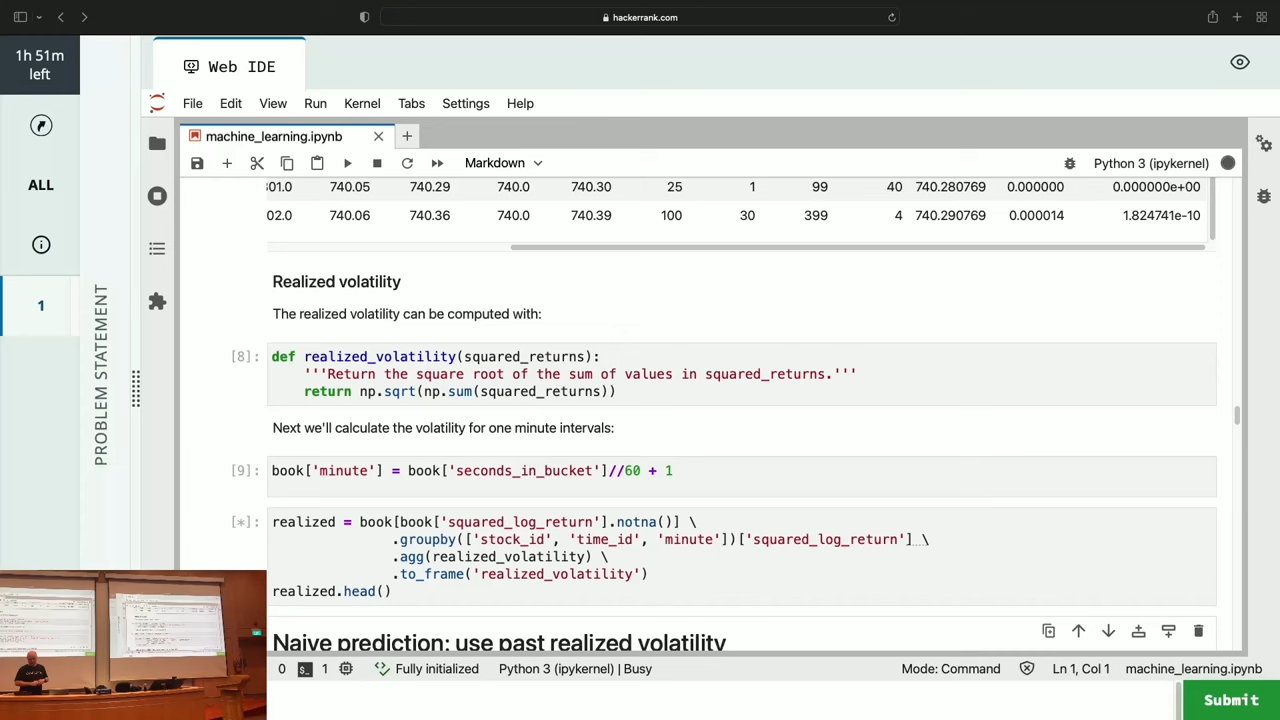 hackerrank.com
1h 51m
left
Web IDE
File Edit View Run Kernel Tabs Settings Help
machine_learning.ipynb
Markdown
Python 3 (ipykernel)
ALL
1
PROBLEM STATEMENT
301.0 740.05 740.29 740.0 740.30 25 1 99 40 740.280769 0.000000 0.000000e+00
02.0 740.06 740.36 740.0 740.39 100 30 399 4 740.290769 0.000014 1.824741e-10
Realized volatility
The realized volatility can be computed with:
[8]: def realized_volatility(squared_returns):
'''Return the square root of the sum of values in squared_returns.'''
return np.sqrt(np.sum(squared_returns))
Next we'll calculate the volatility for one minute intervals:
[9]: book['minute'] = book['seconds_in_bucket']//60 + 1
[*]: realized = book[book['squared_log_return'].notna()] \
.groupby(['stock_id', 'time_id', 'minute'])['squared_log_return'] \
.agg(realized_volatility) \
.to_frame('realized_volatility')
realized.head()
Naive prediction: use past realized volatility
0 1 Fully initialized Python 3 (ipykernel) | Busy Mode: Command Ln 1, Col 1 machine_learning.ipynb
Submit